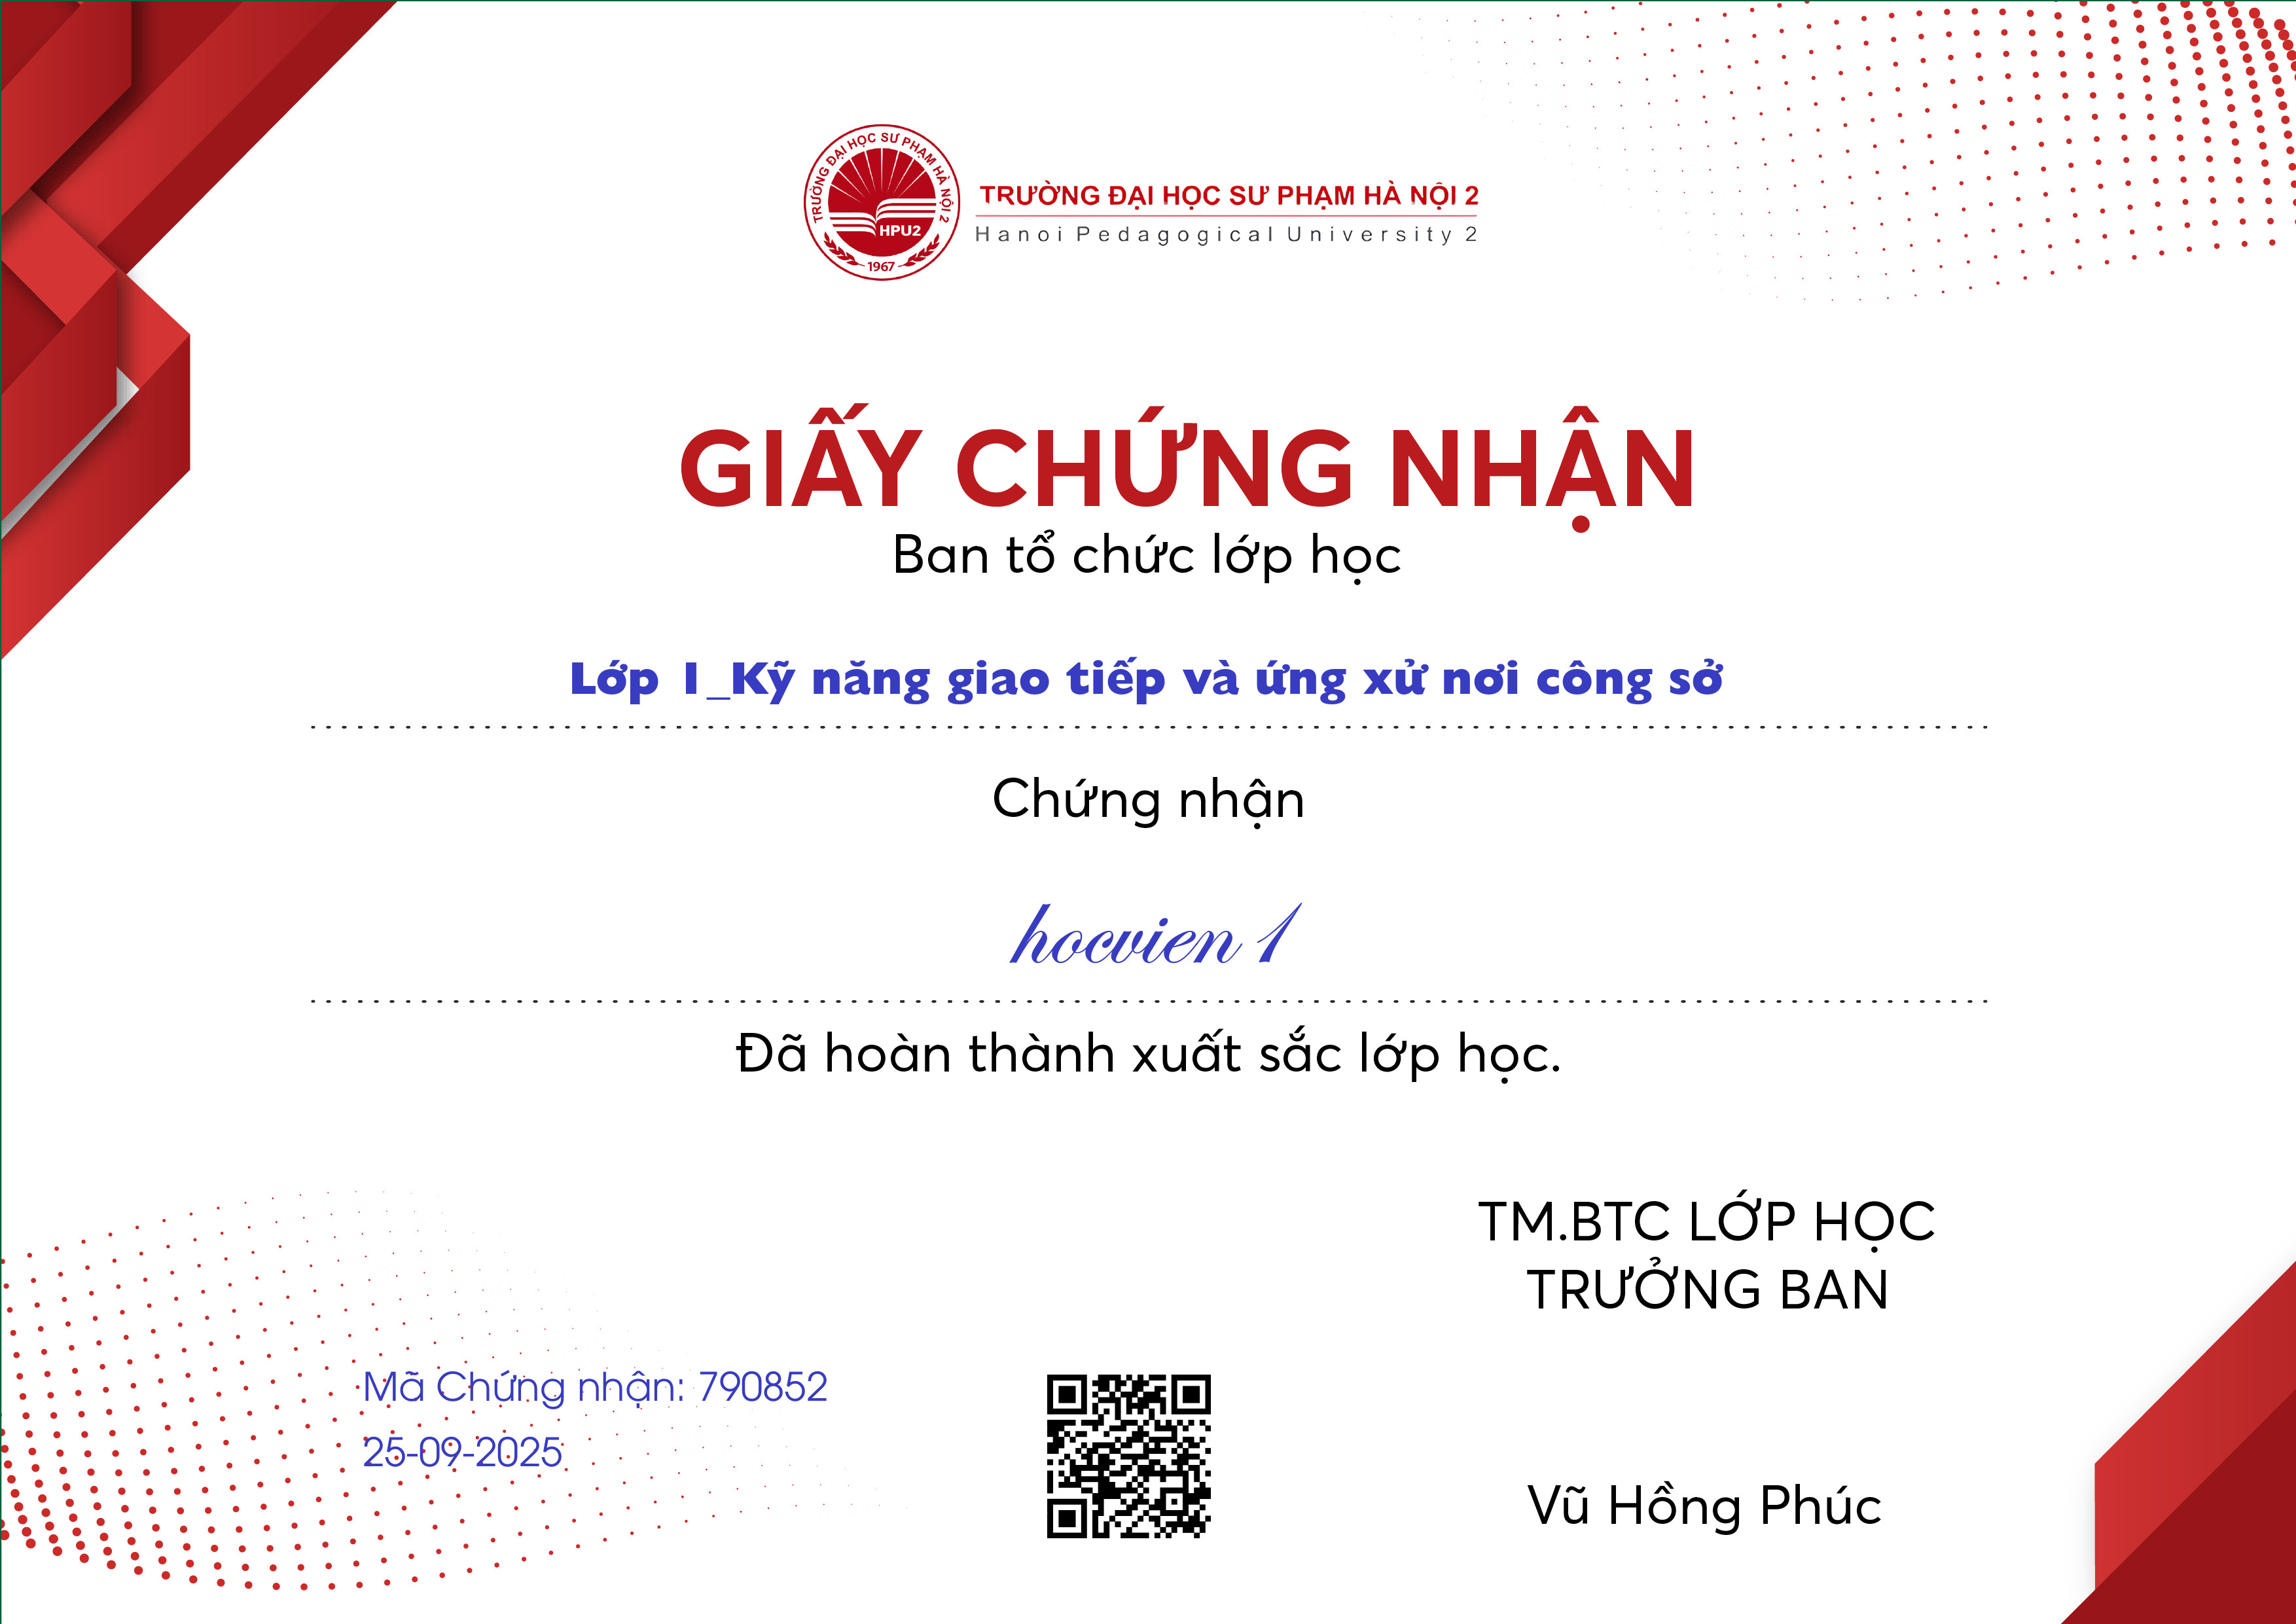 TRƯỜNG ĐẠI HỌC SƯ PHẠM HÀ NỘI 2
HPU2
1967
TRƯỜNG ĐẠI HỌC SƯ PHẠM HÀ NỘI 2
Hanoi Pedagogical University 2
GIẤY CHỨNG NHẬN
Ban tổ chức lớp học
Lớp 1_Kỹ năng giao tiếp và ứng xử nơi công sở
Chứng nhận
hocvien 1
Đã hoàn thành xuất sắc lớp học.
TM.BTC LỚP HỌC
TRƯỞNG BAN
Mã Chứng nhận: 790852
25-09-2025
Vũ Hồng Phúc